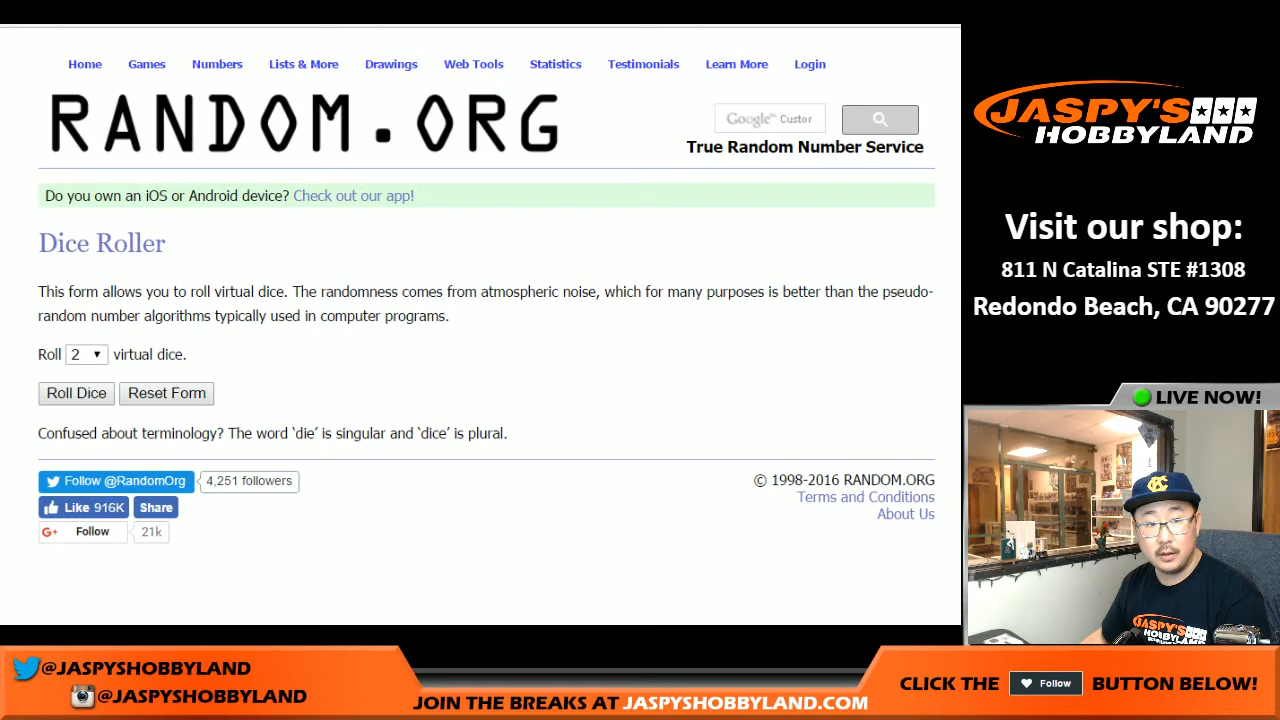 Home Games Numbers Lists & More Drawings Web Tools Statistics Testimonials Learn More Login
RANDOM.ORG
Google™ Custor
True Random Number Service
Do you own an iOS or Android device? Check out our app!
Dice Roller
This form allows you to roll virtual dice. The randomness comes from atmospheric noise, which for many purposes is better than the pseudo-
random number algorithms typically used in computer programs.
Roll 2 virtual dice.
Roll Dice Reset Form
Confused about terminology? The word ‘die’ is singular and ‘dice’ is plural.
Follow @RandomOrg 4,251 followers
Like 916K Share
G+ Follow 21k
© 1998-2016 RANDOM.ORG
Terms and Conditions
About Us
JASPY'S
HOBBYLAND
Visit our shop:
811 N Catalina STE #1308
Redondo Beach, CA 90277
LIVE NOW!
JASPY'S
HOBBYLAND
@JASPYSHOBBYLAND
@JASPYSHOBBYLAND
JOIN THE BREAKS AT JASPYSHOBBYLAND.COM
CLICK THE Follow BUTTON BELOW!